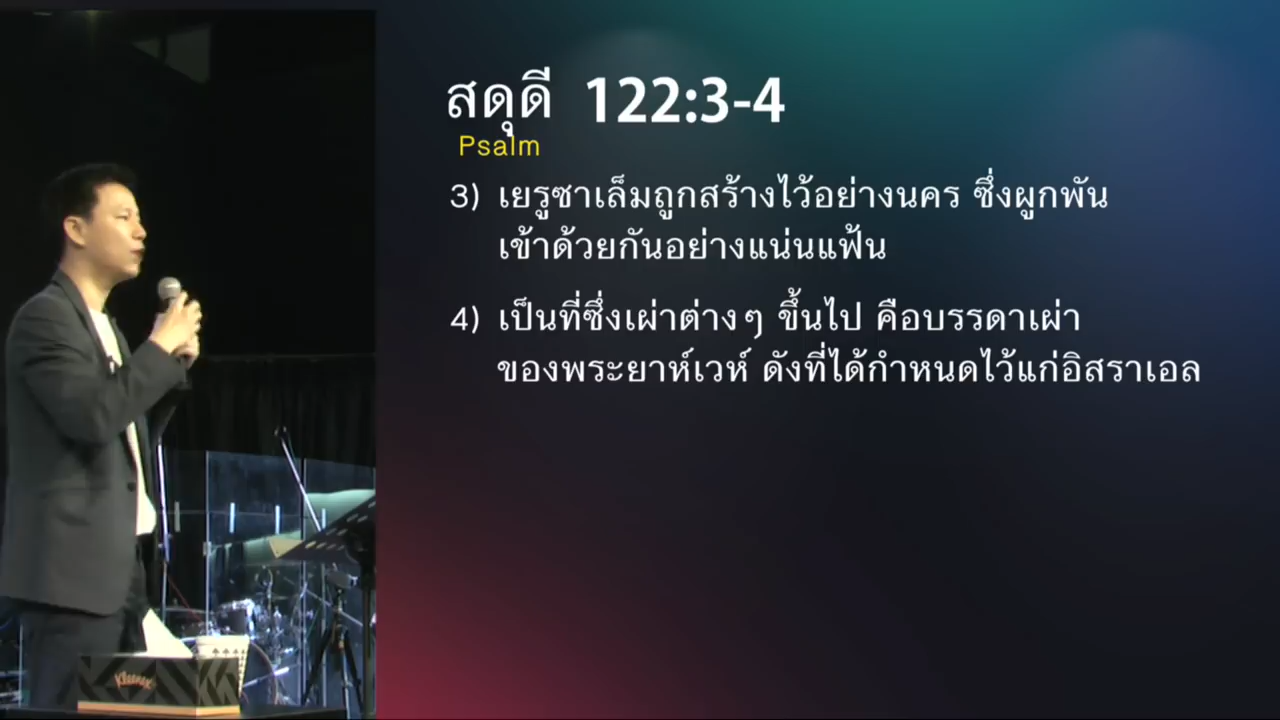 สดุดี 122:3-4
Psalm
3) เยรูซาเล็มถูกสร้างไว้อย่างนคร ซึ่งผูกพัน
เข้าด้วยกันอย่างแน่นแฟ้น
4) เป็นที่ซึ่งเผ่าต่างๆ ขึ้นไป คือบรรดาเผ่า
ของพระยาห์เวห์ ดังที่ได้กำหนดไว้แก่อิสราเอล
Kleenex